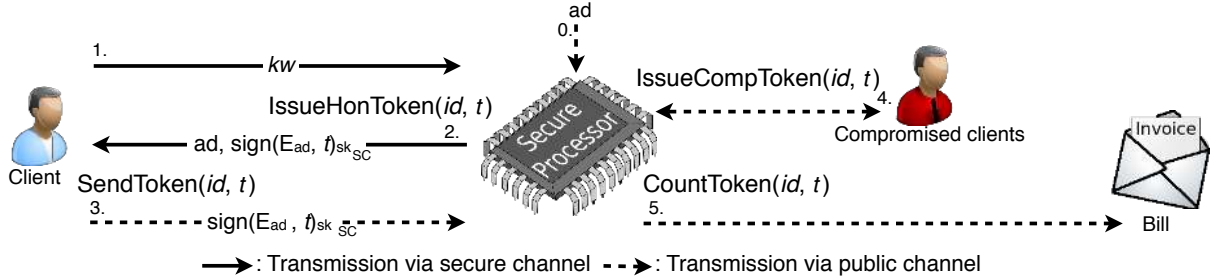 ad
0.
1.
kw
IssueHonToken(id, t)
2.
ad, sign(Ead, t)skSC
Client
SendToken(id, t)
3.
sign(Ead , t)sk SC
Secure
Processor
IssueCompToken(id, t)
4.
Compromised clients
CountToken(id, t)
5.
Invoice
Bill
: Transmission via secure channel
: Transmission via public channel